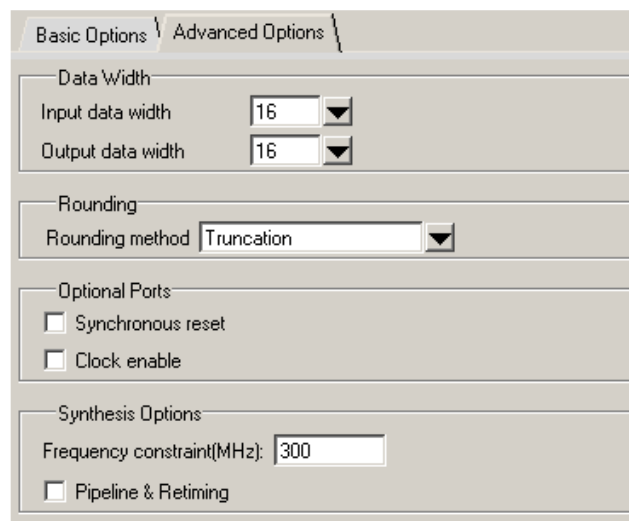 Basic Options Advanced Options
Data Width
Input data width 16
Output data width 16
Rounding
Rounding method Truncation
Optional Ports
Synchronous reset
Clock enable
Synthesis Options
Frequency constraint(MHz): 300
Pipeline & Retiming